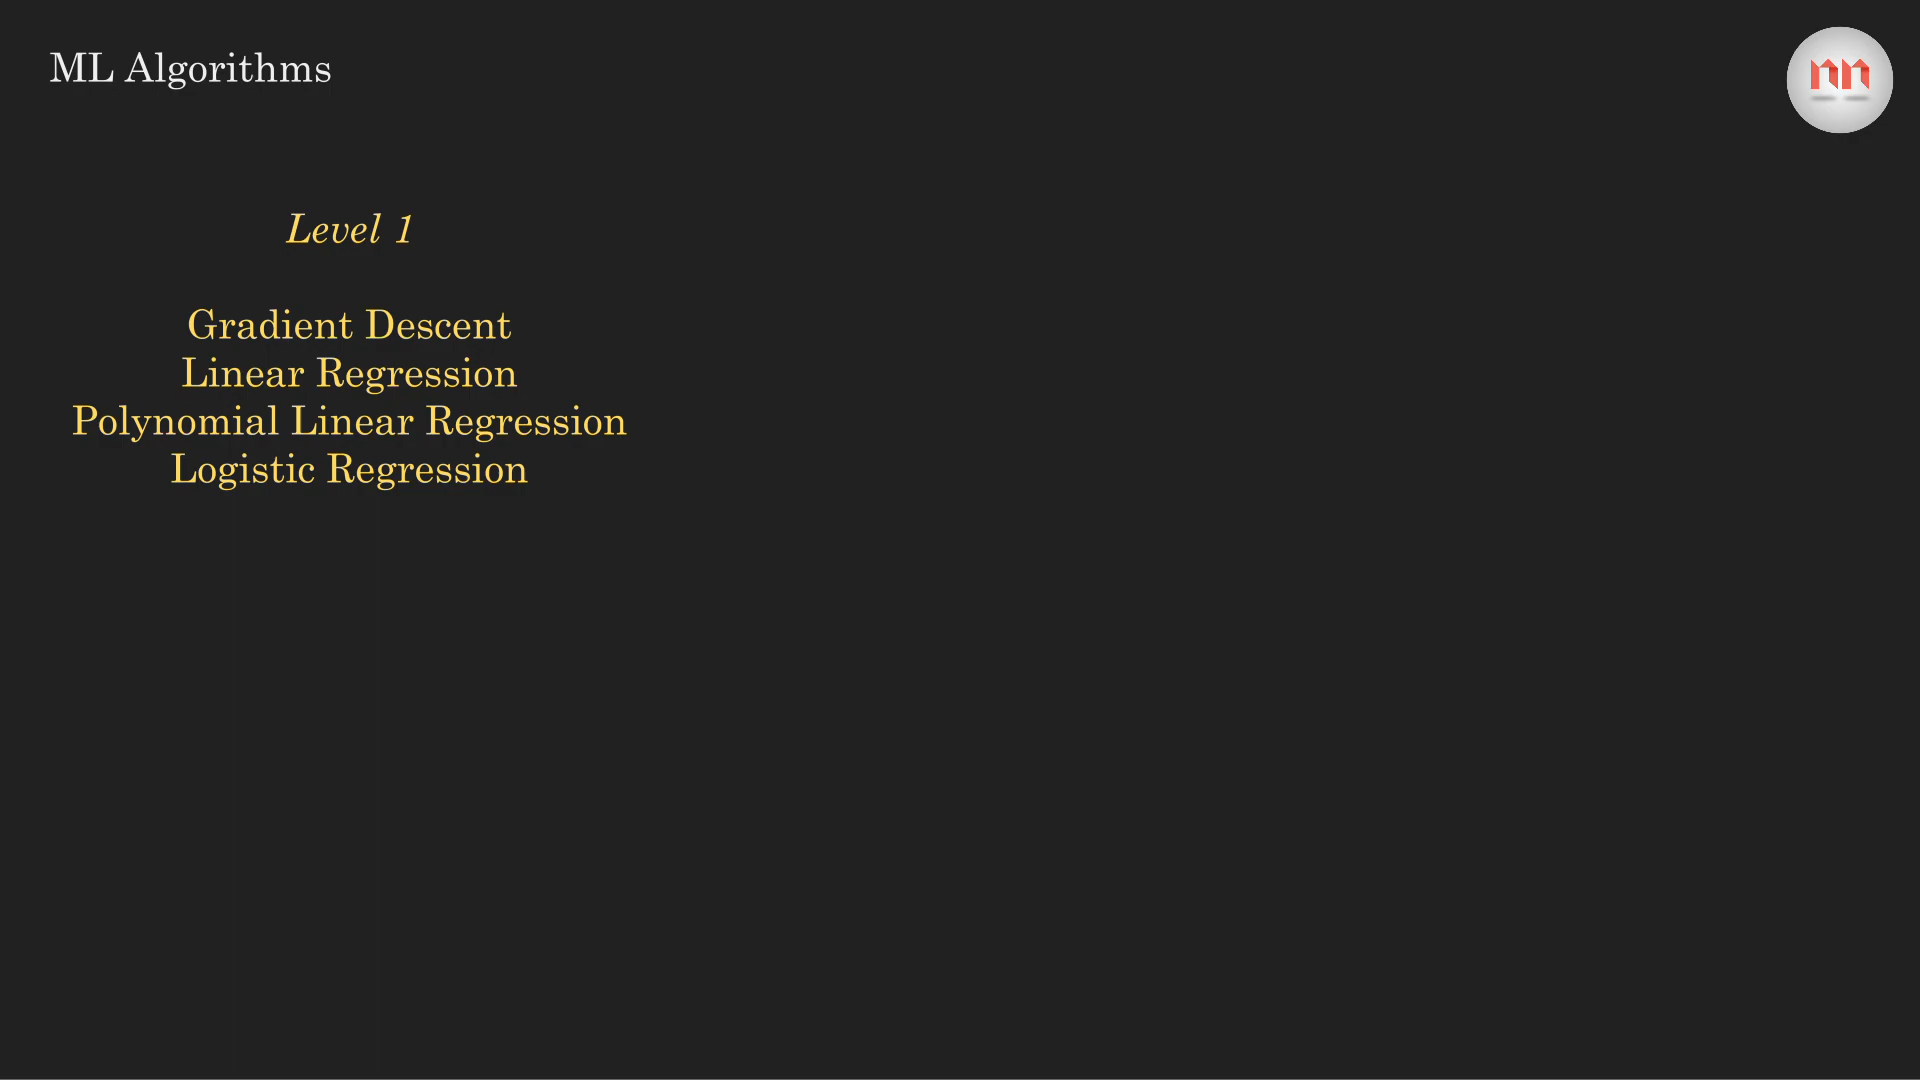 ML Algorithms
Level 1
Gradient Descent
Linear Regression
Polynomial Linear Regression
Logistic Regression